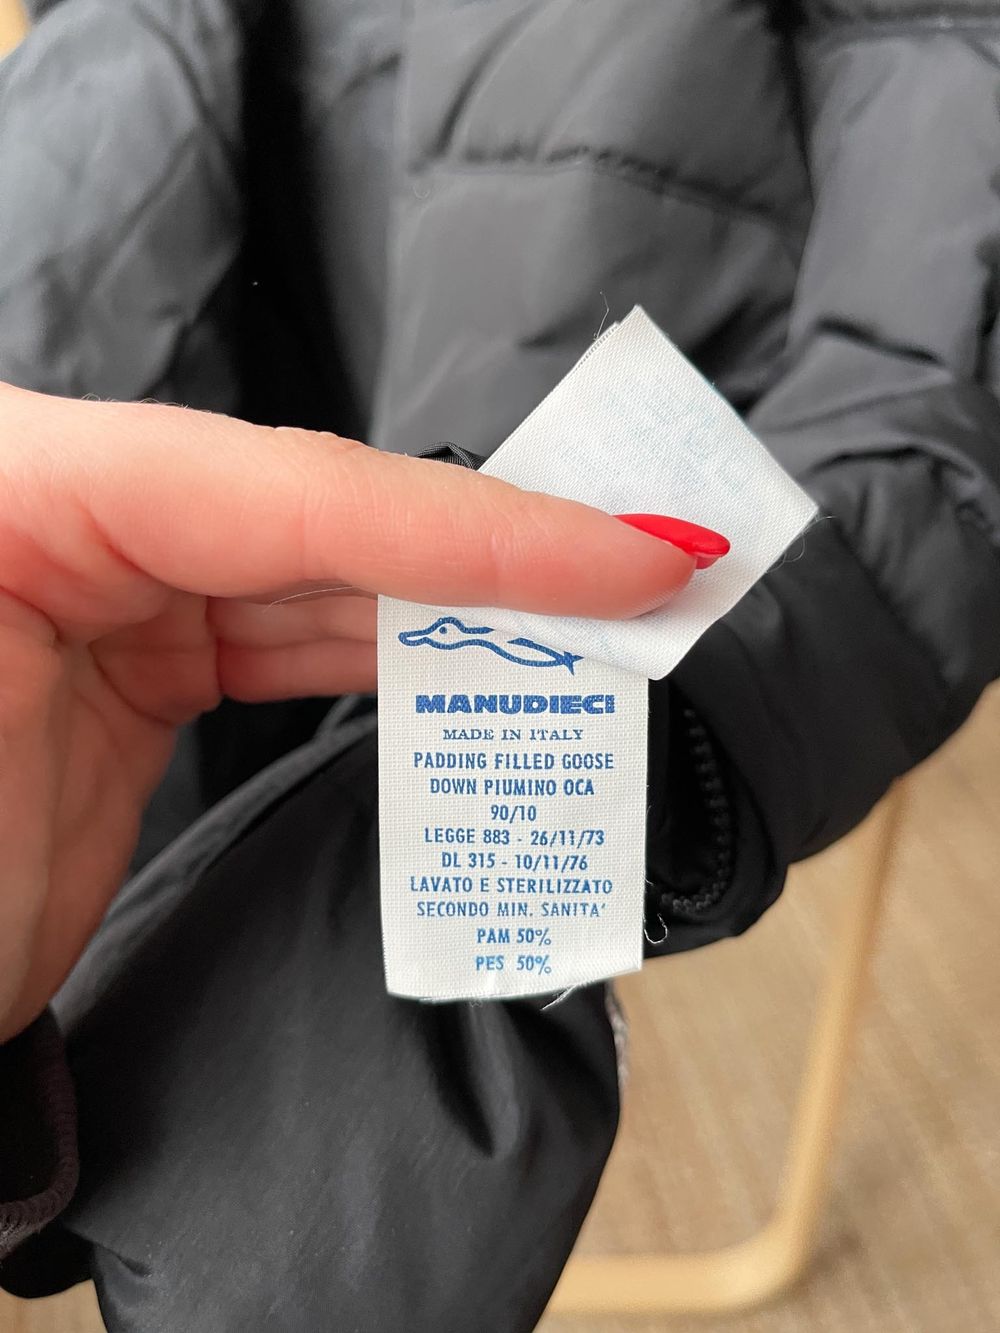 MANUDIECI
MADE IN ITALY
PADDING FILLED GOOSE
DOWN PIUMINO OCA
90/10
LEGGE 883 - 26/11/73
DL 315 - 10/11/76
LAVATO E STERILIZZATO
SECONDO MIN. SANITA'
PAM 50%
PES 50%